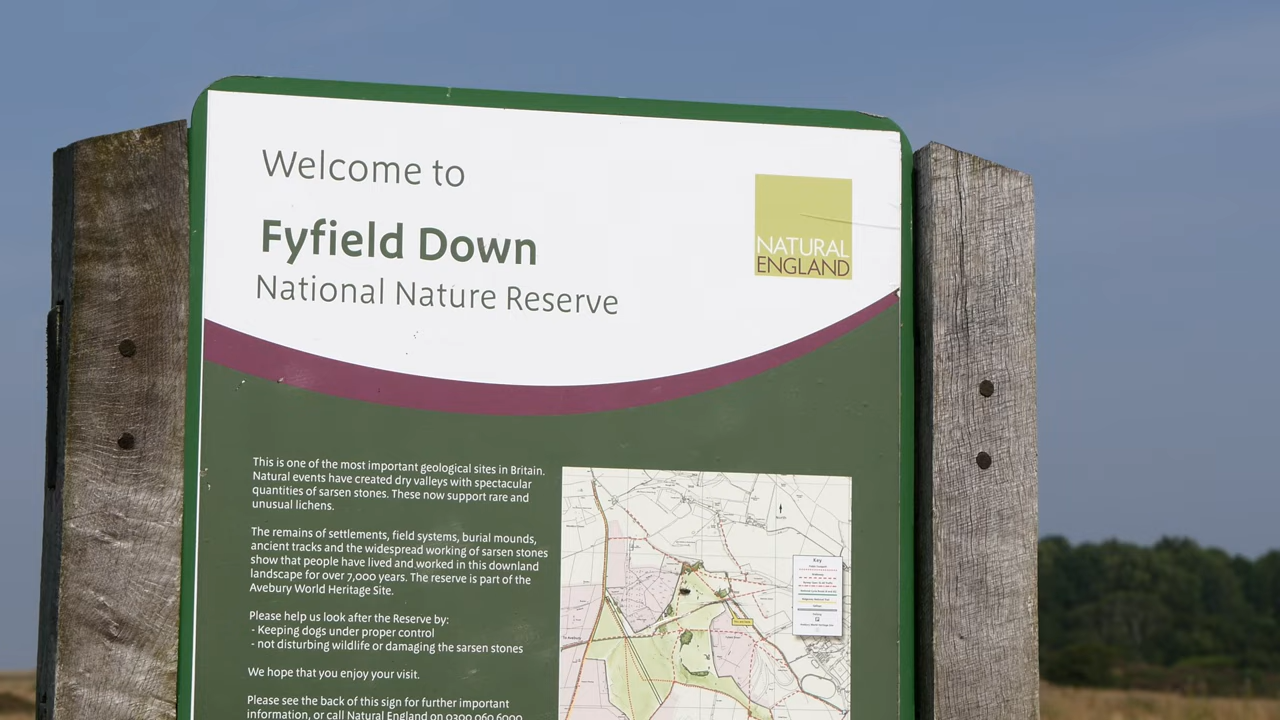 Welcome to
Fyfield Down
National Nature Reserve
NATURAL
ENGLAND
This is one of the most important geological sites in Britain.
Natural events have created dry valleys with spectacular
quantities of sarsen stones. These now support rare and
unusual lichens.
The remains of settlements, field systems, burial mounds,
ancient tracks and the widespread working of sarsen stones
show that people have lived and worked in this downland
landscape for over 7,000 years. The reserve is part of the
Avebury World Heritage Site.
Please help us look after the Reserve by:
- Keeping dogs under proper control
- not disturbing wildlife or damaging the sarsen stones
We hope that you enjoy your visit.
Please see the back of this sign for further important
information, or call Natural England on 0300 060 6000
Key